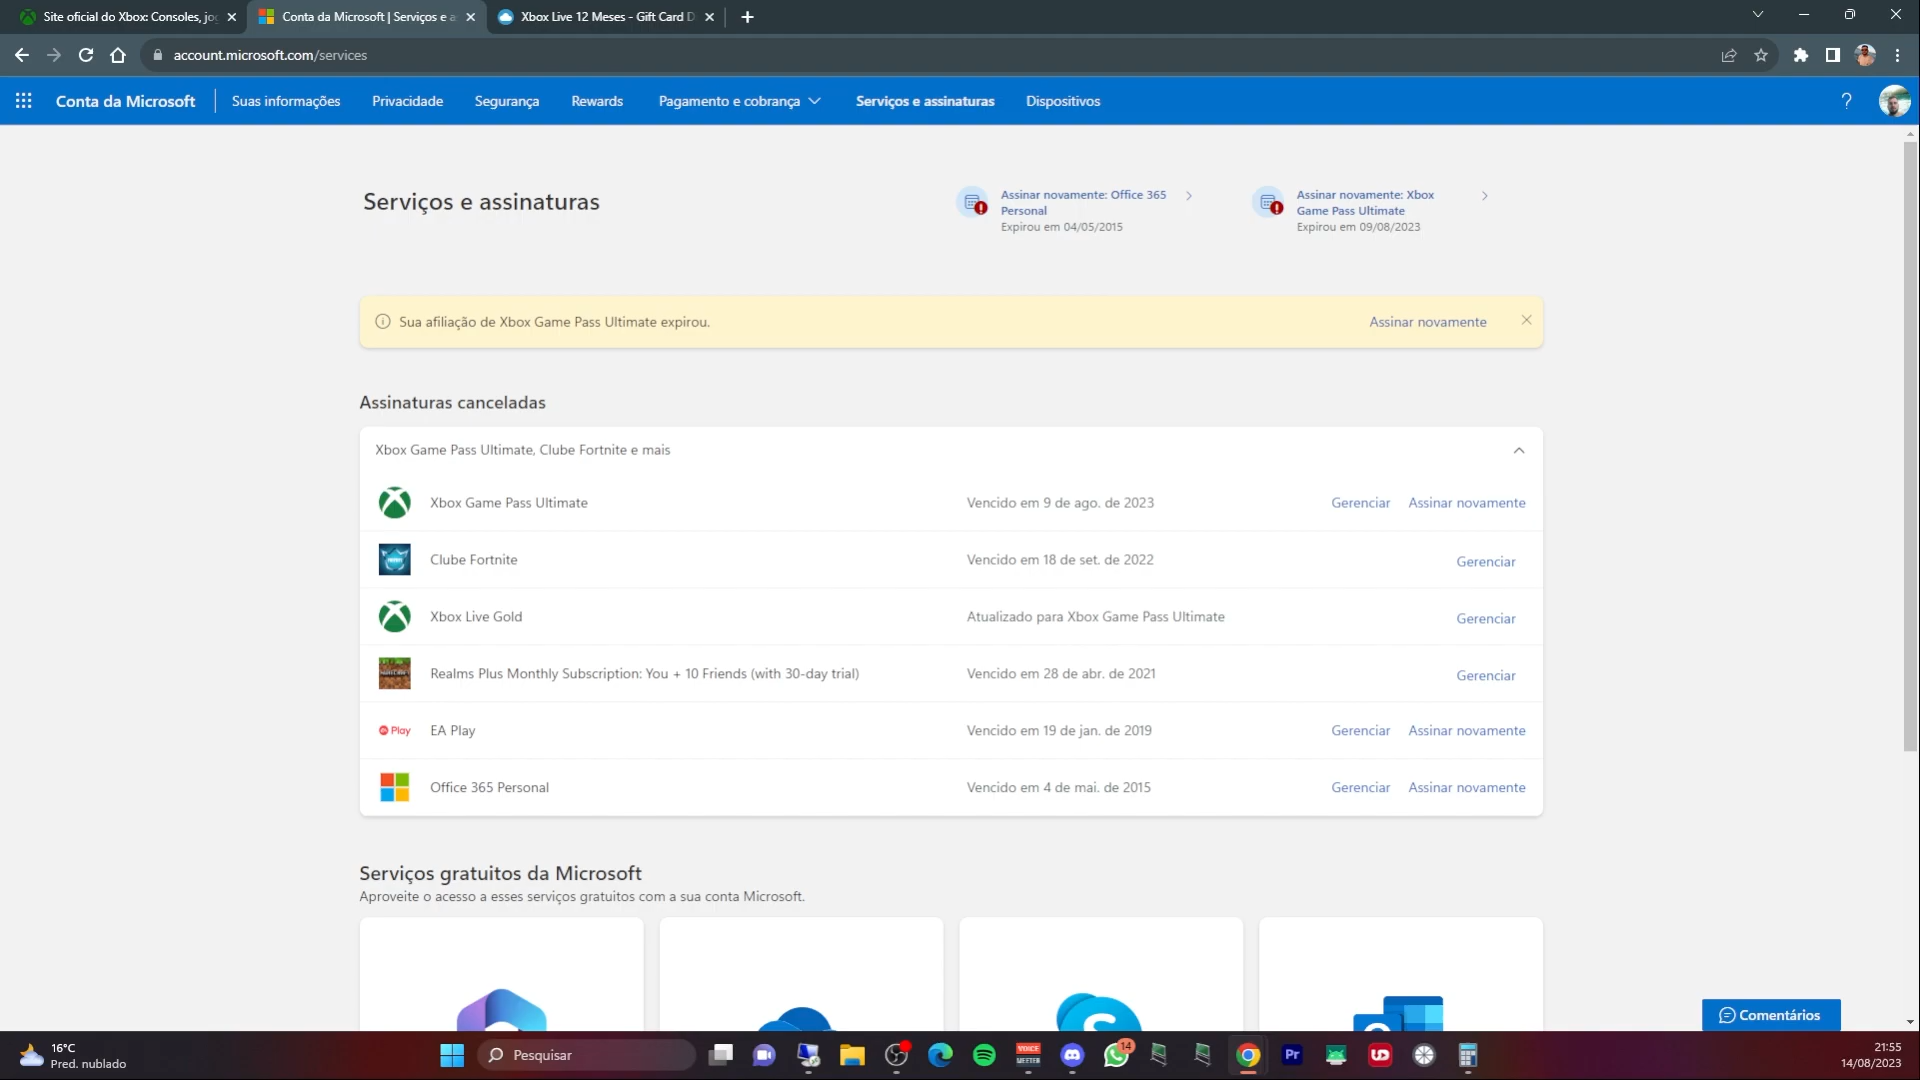 Site oficial do Xbox: Consoles, jog
Conta da Microsoft | Serviços e as
Xbox Live 12 Meses - Gift Card D
account.microsoft.com/services
Conta da Microsoft
Suas informações
Privacidade
Segurança
Rewards
Pagamento e cobrança
Serviços e assinaturas
Dispositivos
?
Serviços e assinaturas
Assinar novamente: Office 365
Personal
Expirou em 04/05/2015
Assinar novamente: Xbox
Game Pass Ultimate
Expirou em 09/08/2023
Sua afiliação de Xbox Game Pass Ultimate expirou.
Assinar novamente
Assinaturas canceladas
Xbox Game Pass Ultimate, Clube Fortnite e mais
Xbox Game Pass Ultimate
Vencido em 9 de ago. de 2023
Gerenciar
Assinar novamente
Clube Fortnite
Vencido em 18 de set. de 2022
Gerenciar
Xbox Live Gold
Atualizado para Xbox Game Pass Ultimate
Gerenciar
Realms Plus Monthly Subscription: You + 10 Friends (with 30-day trial)
Vencido em 28 de abr. de 2021
Gerenciar
Play
EA Play
Vencido em 19 de jan. de 2019
Gerenciar
Assinar novamente
Office 365 Personal
Vencido em 4 de mai. de 2015
Gerenciar
Assinar novamente
Serviços gratuitos da Microsoft
Aproveite o acesso a esses serviços gratuitos com a sua conta Microsoft.
Comentários
16°C
Pred. nublado
Pesquisar
VOICE
MEETER
14
Pr
UD
21:55
14/08/2023